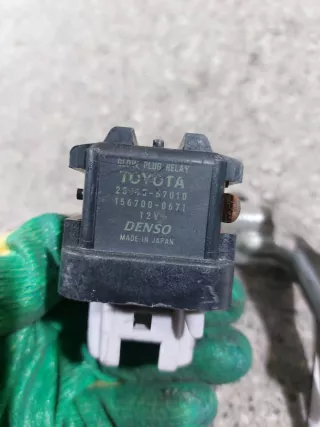 GLOW PLUG RELAY
TOYOTA
156700-0671
12V
DENSO
MADE IN JAPAN